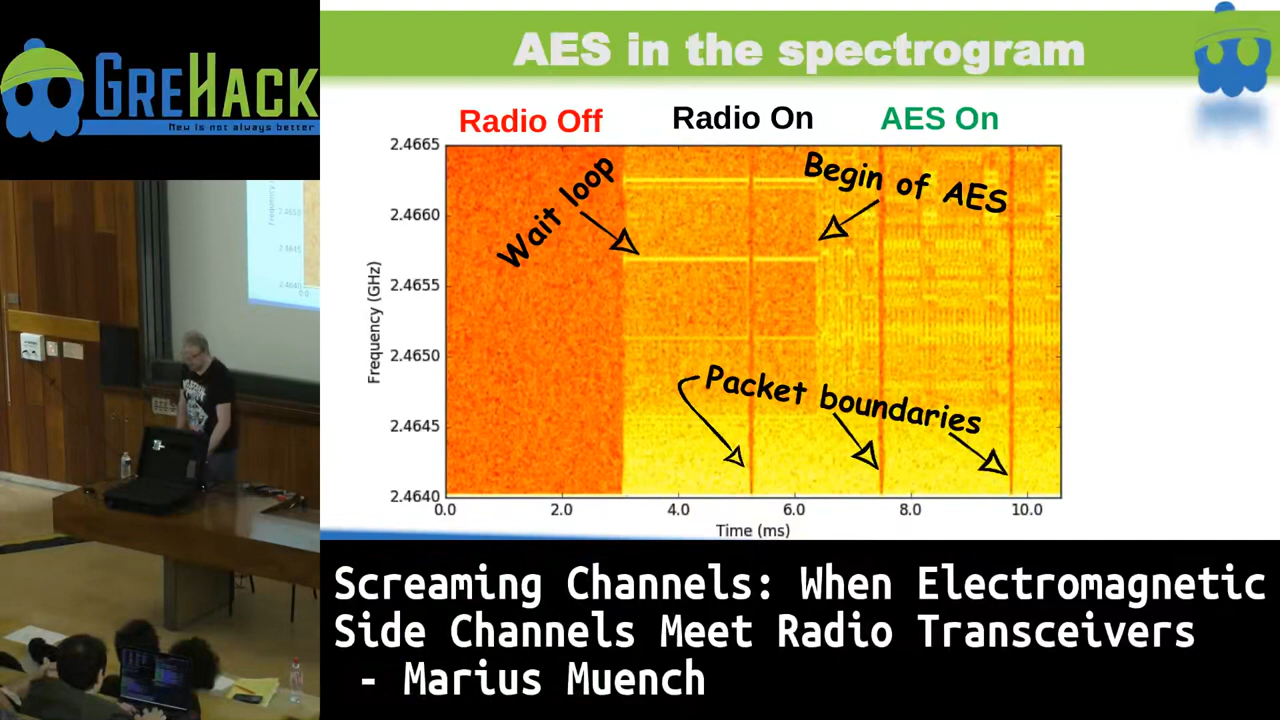 GREHACK
New is not always better
AES in the spectrogram
Radio Off
Radio On
AES On
2.4665
2.4660
2.4655
2.4650
2.4645
2.4640
Frequency (GHz)
Wait loop
Begin of AES
Packet boundaries
0.0
2.0
4.0
6.0
8.0
10.0
Time (ms)
Screaming Channels: When Electromagnetic
Side Channels Meet Radio Transceivers
- Marius Muench